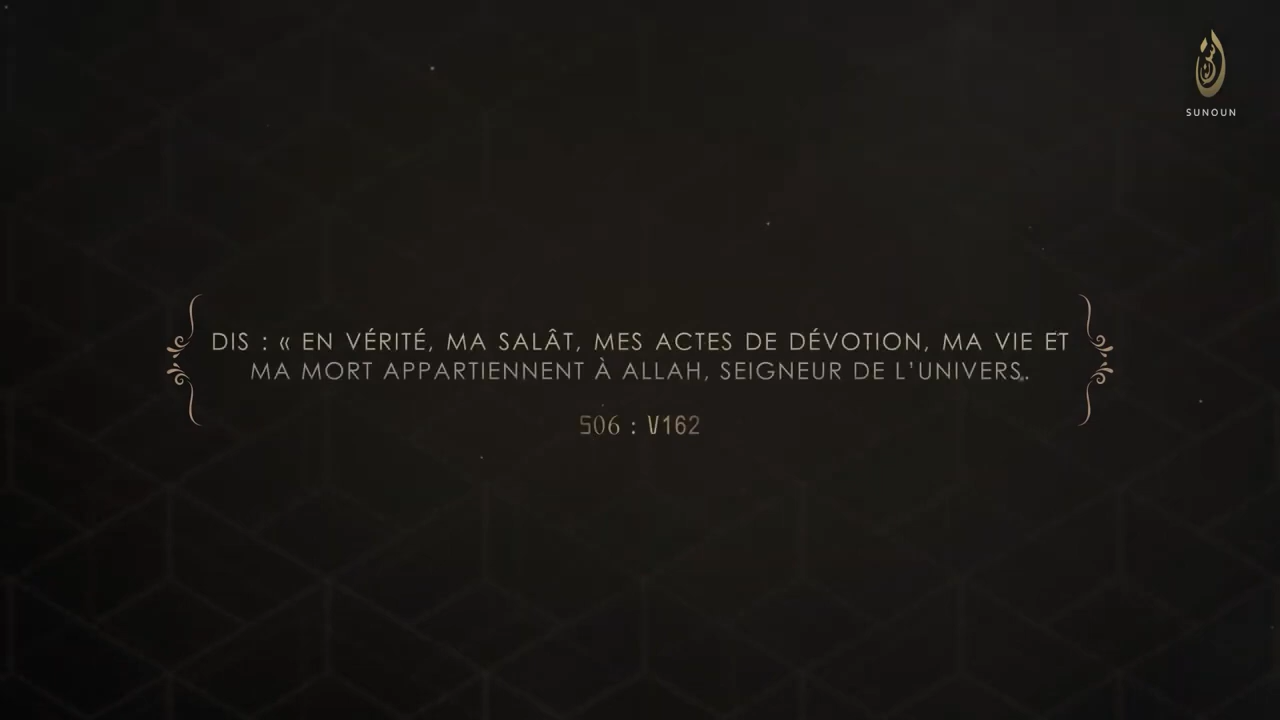 SUNOUN
DIS : « EN VÉRITÉ, MA SALÂT, MES ACTES DE DÉVOTION, MA VIE ET
MA MORT APPARTIENNENT À ALLAH, SEIGNEUR DE L’UNIVERS.
S06 : V162